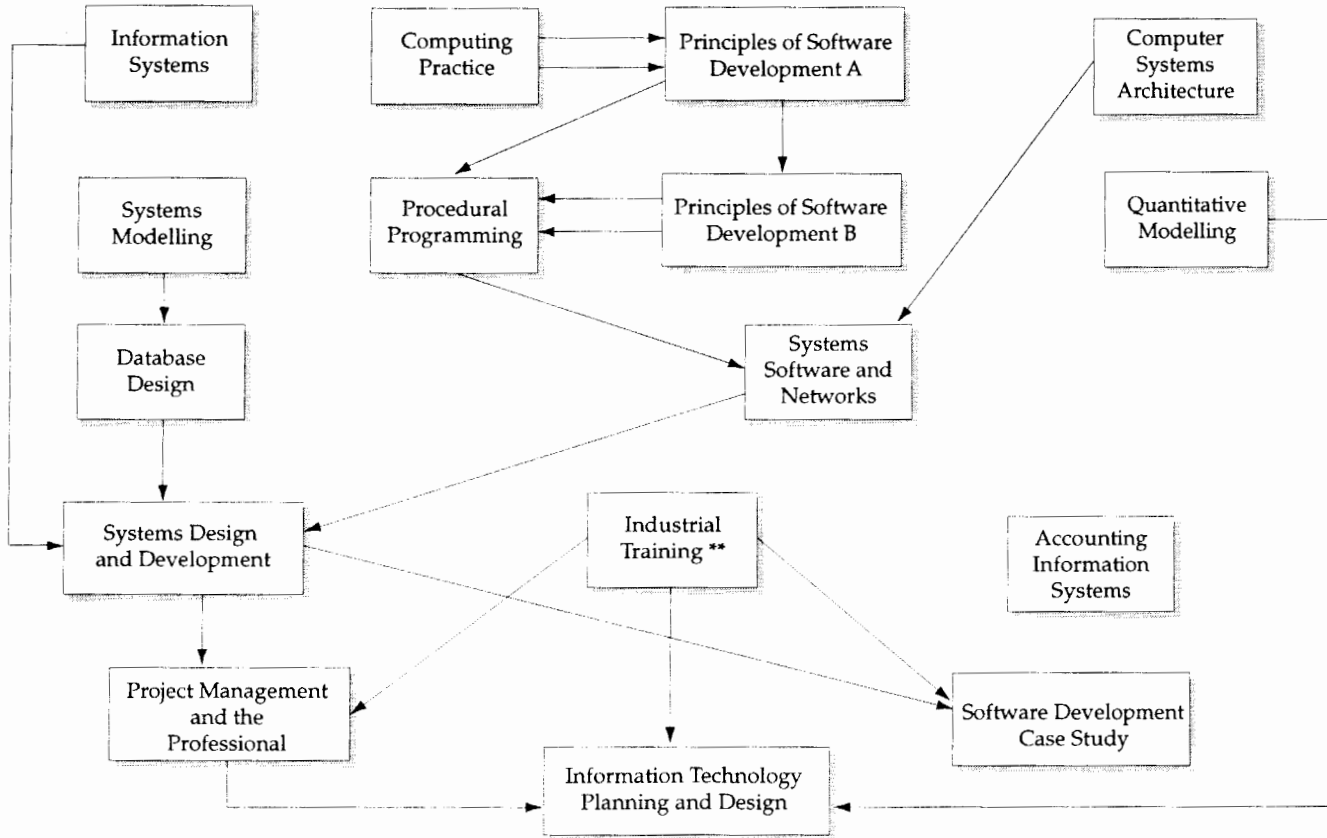 Information
Systems
Computing
Practice
Principles of Software
Development A
Computer
Systems
Architecture
Systems
Modelling
Procedural
Programming
Principles of Software
Development B
Quantitative
Modelling
Database
Design
Systems
Software and
Networks
Systems Design
and Development
Industrial
Training **
Accounting
Information
Systems
Project Management
and the
Professional
Software Development
Case Study
Information Technology
Planning and Design